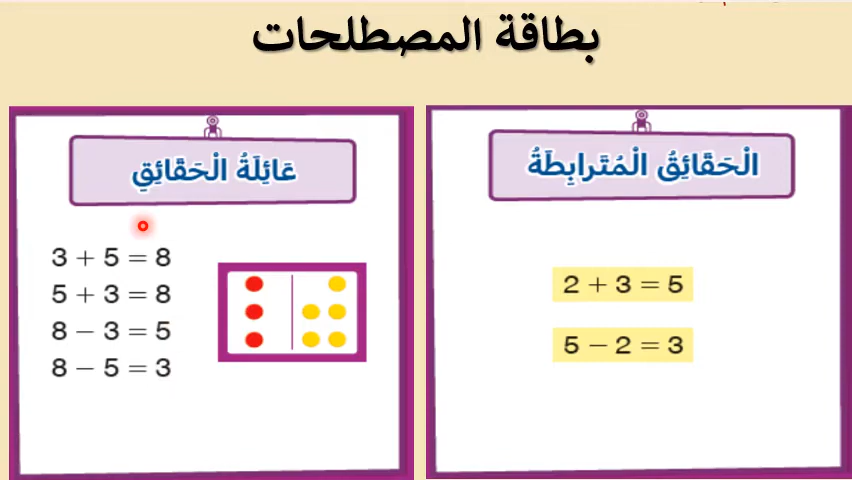 بطاقة المصطلحات
الْحَقَائِقُ الْمُتَرابِطَةُ
2 + 3 = 5
5 − 2 = 3
عَائِلَةُ الْحَقَائِقِ
3 + 5 = 8
5 + 3 = 8
8 − 3 = 5
8 − 5 = 3